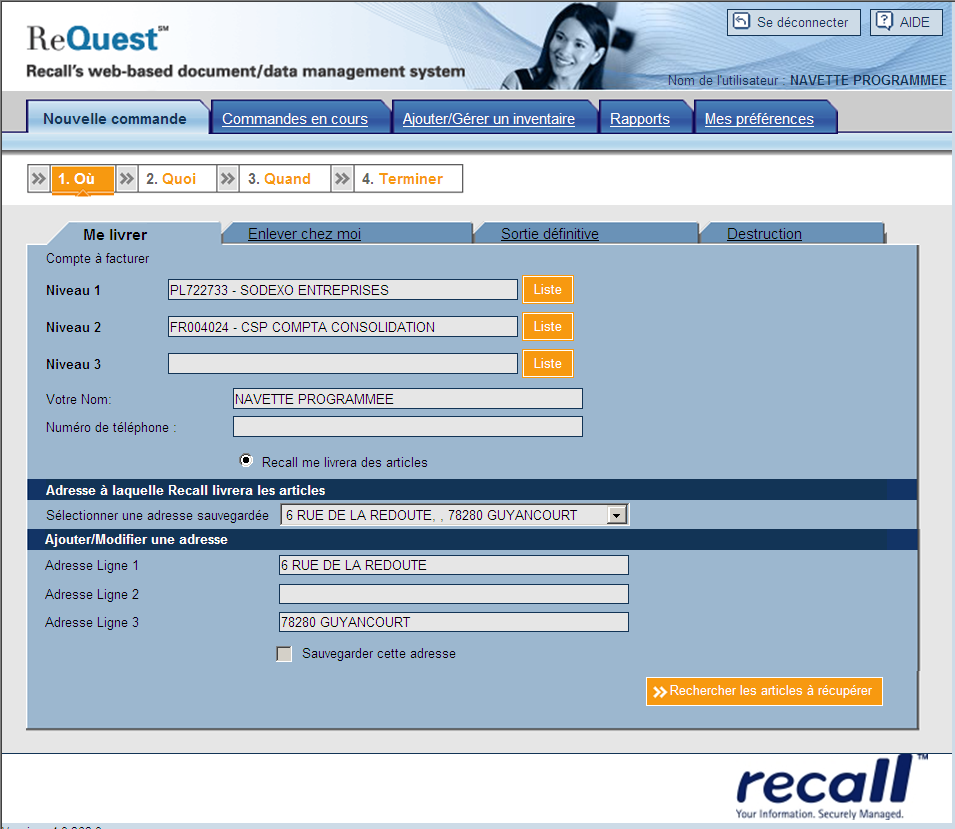 ReQuest℠
Recall's web-based document/data management system
Se déconnecter
AIDE
Nom de l'utilisateur : NAVETTE PROGRAMMEE
Nouvelle commande
Commandes en cours
Ajouter/Gérer un inventaire
Rapports
Mes préférences
1. Où
2. Quoi
3. Quand
4. Terminer
Me livrer
Enlever chez moi
Sortie définitive
Destruction
Compte à facturer
Niveau 1 PL722733 - SODEXO ENTREPRISES Liste
Niveau 2 FR004024 - CSP COMPTA CONSOLIDATION Liste
Niveau 3 Liste
Votre Nom: NAVETTE PROGRAMMEE
Numéro de téléphone :
Recall me livrera des articles
Adresse à laquelle Recall livrera les articles
Sélectionner une adresse sauvegardée 6 RUE DE LA REDOUTE, , 78280 GUYANCOURT
Ajouter/Modifier une adresse
Adresse Ligne 1 6 RUE DE LA REDOUTE
Adresse Ligne 2
Adresse Ligne 3 78280 GUYANCOURT
Sauvegarder cette adresse
Rechercher les articles à récupérer
recall™
Your Information. Securely Managed.